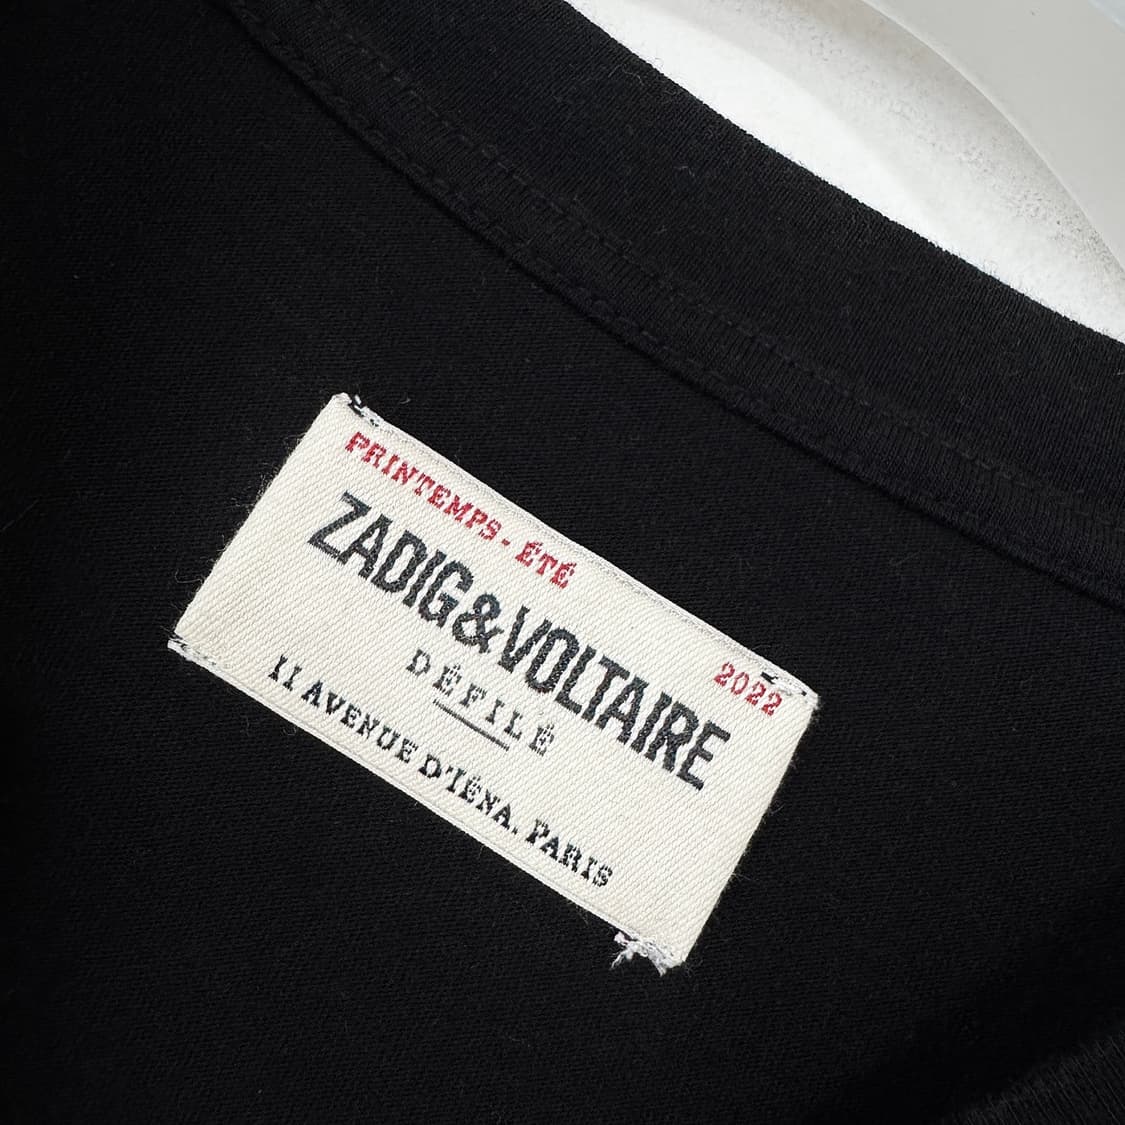 PRINTEMPS - ÉTÉ 2022
ZADIG&VOLTAIRE
DÉFILÉ
11 AVENUE D'IÉNA, PARIS